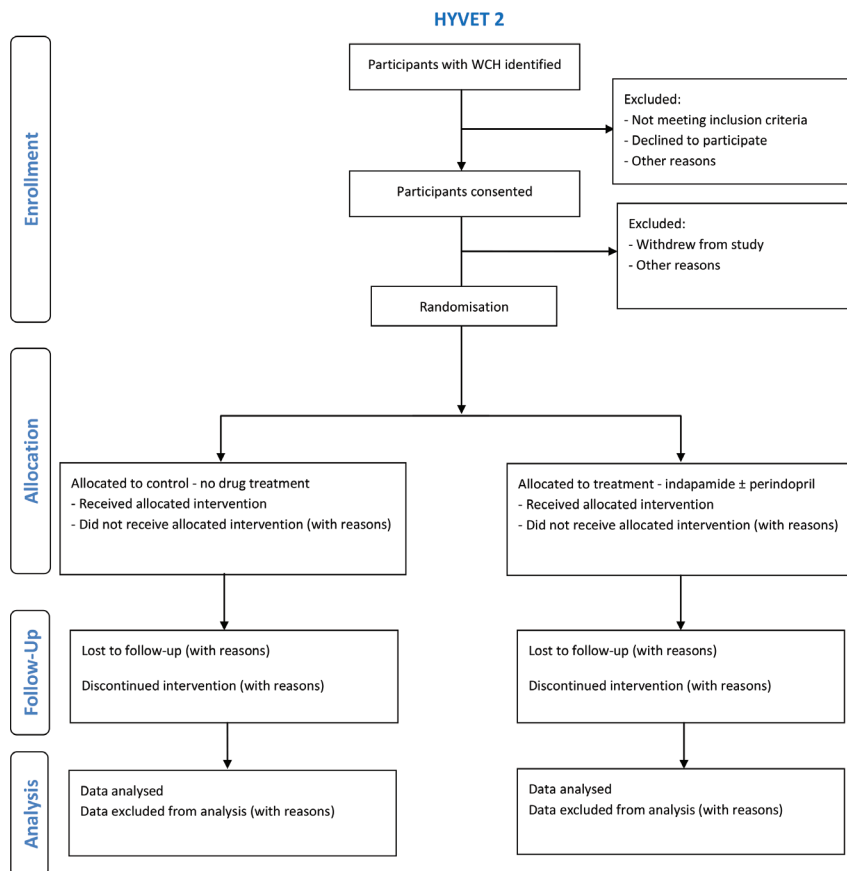 HYVET 2
Enrollment
Participants with WCH identified
Excluded:
- Not meeting inclusion criteria
- Declined to participate
- Other reasons
Participants consented
Excluded:
- Withdrew from study
- Other reasons
Randomisation
Allocation
Allocated to control - no drug treatment
- Received allocated intervention
- Did not receive allocated intervention (with reasons)
Allocated to treatment - indapamide ± perindopril
- Received allocated intervention
- Did not receive allocated intervention (with reasons)
Follow-Up
Lost to follow-up (with reasons)
Discontinued intervention (with reasons)
Lost to follow-up (with reasons)
Discontinued intervention (with reasons)
Analysis
Data analysed
Data excluded from analysis (with reasons)
Data analysed
Data excluded from analysis (with reasons)